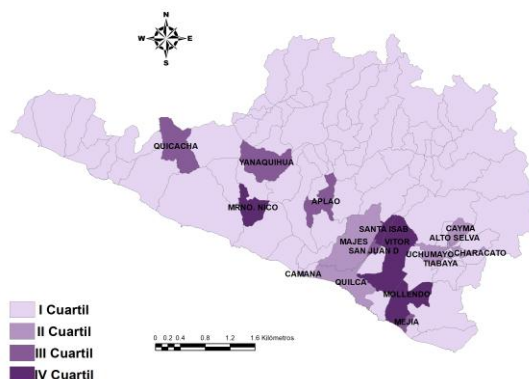 N
W E
S
QUICACHA
YANAQUIHUA
MRNO. NICO
APLAO
SANTA ISAB
CAYMA
ALTO SELVA
MAJES
VITOR
SAN JUAN D
UCHUMAYO
CHARACATO
TIABAYA
CAMANA
QUILCA
MOLLENDO
MEJIA
I Cuartil
II Cuartil
III Cuartil
IV Cuartil
0 0.2 0.4 0.8 1.2 1.6 Kilómtros